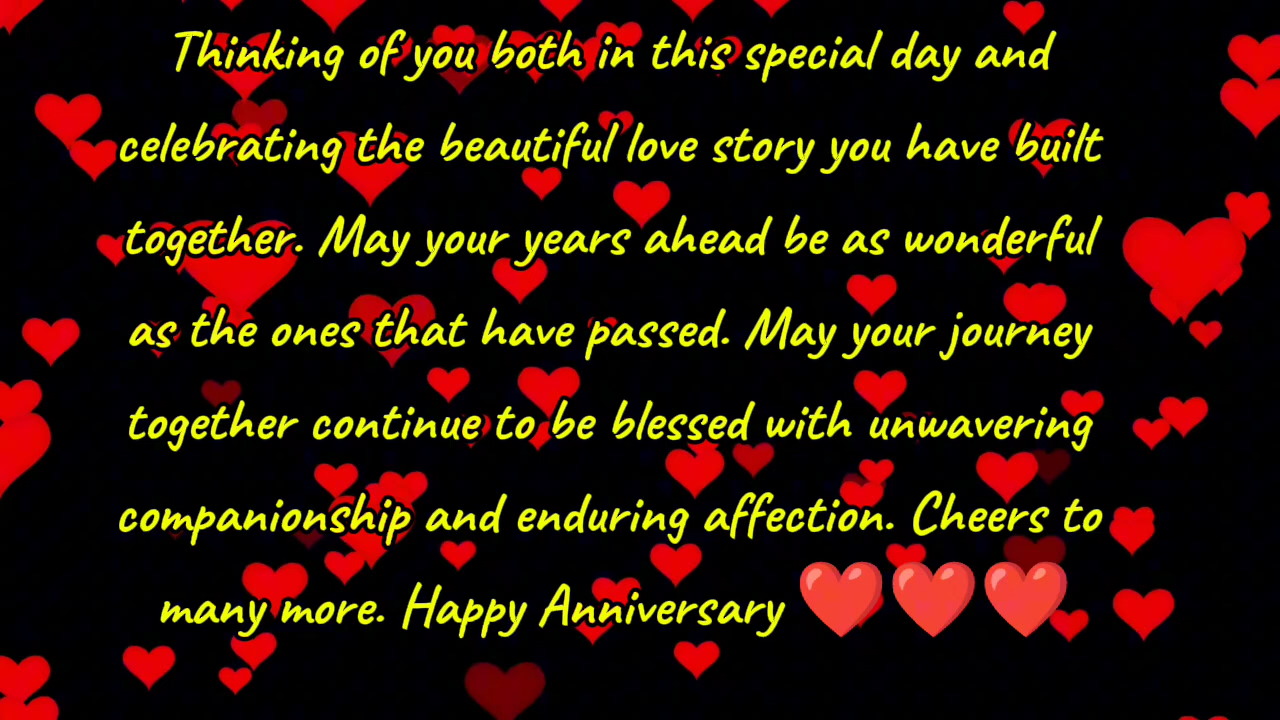 Thinking of you both in this special day and
celebrating the beautiful love story you have built
together. May your years ahead be as wonderful
as the ones that have passed. May your journey
together continue to be blessed with unwavering
companionship and enduring affection. Cheers to
many more. Happy Anniversary ❤️❤️❤️